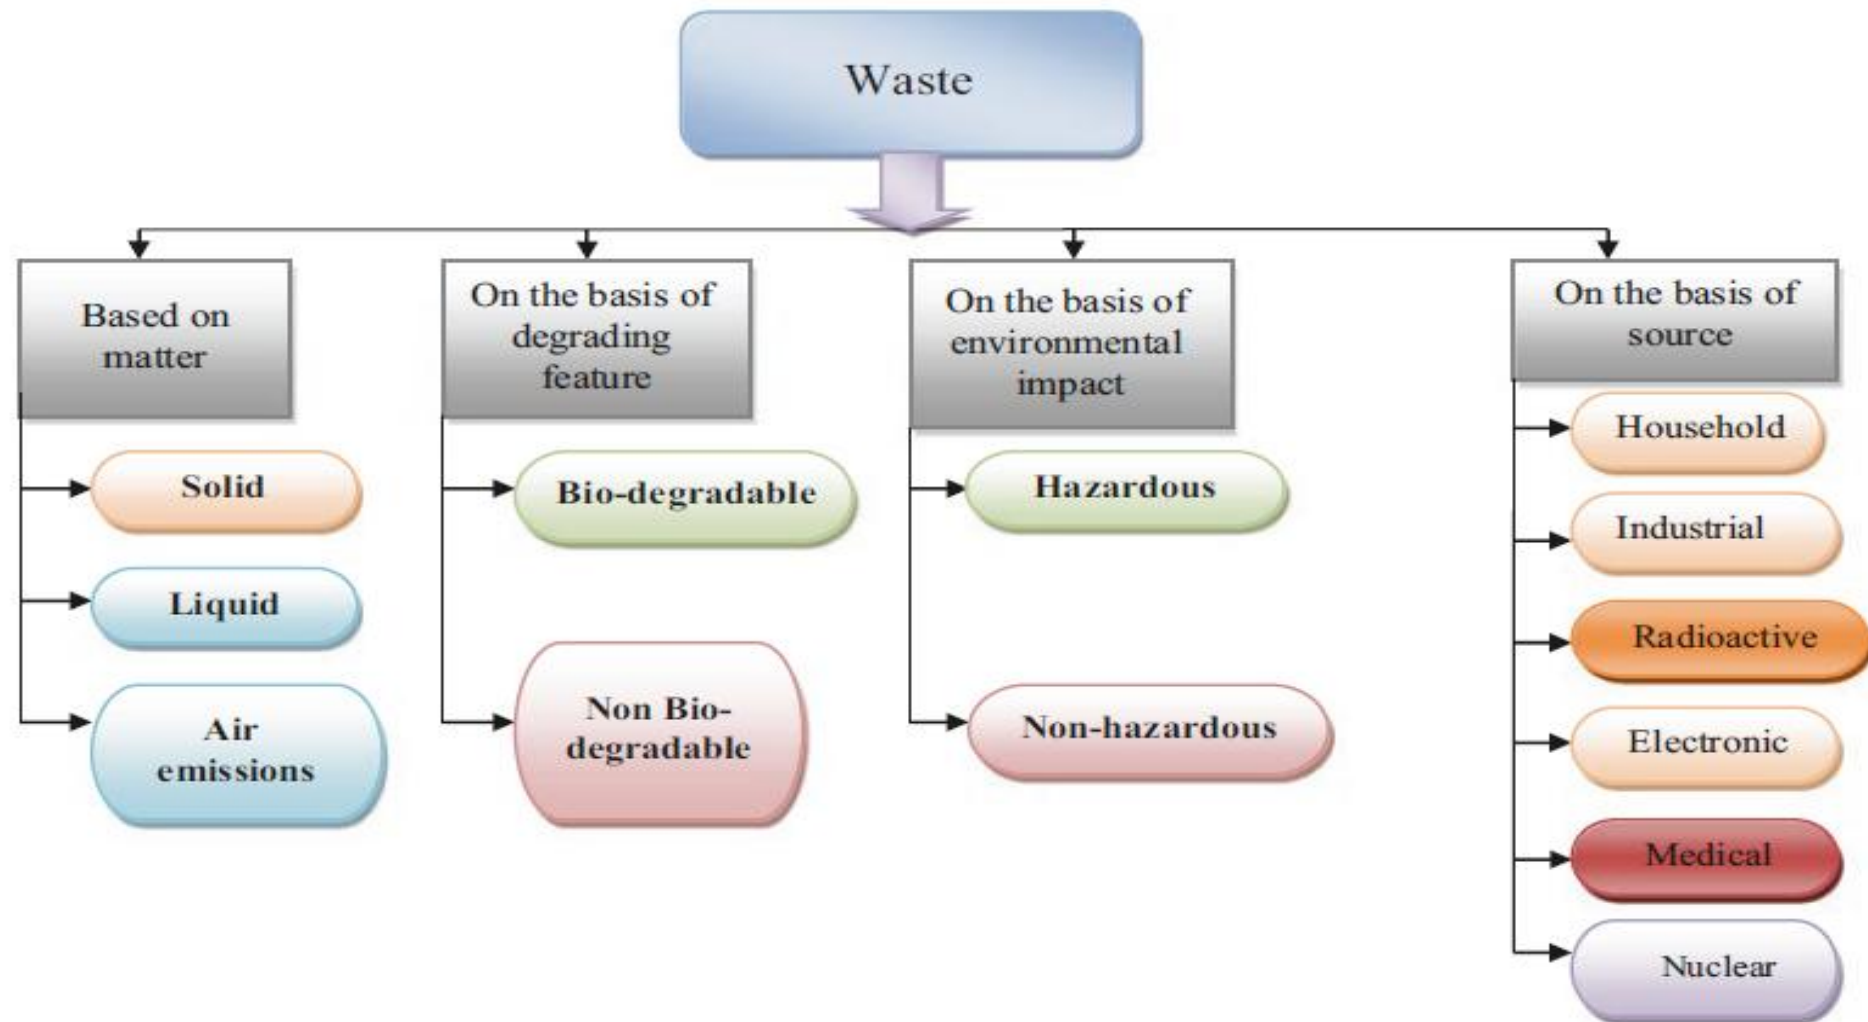 Waste
Based on
matter
Solid
Liquid
Air
emissions
On the basis of
degrading
feature
Bio-degradable
Non Bio-
degradable
On the basis of
environmental
impact
Hazardous
Non-hazardous
On the basis of
source
Household
Industrial
Radioactive
Electronic
Medical
Nuclear